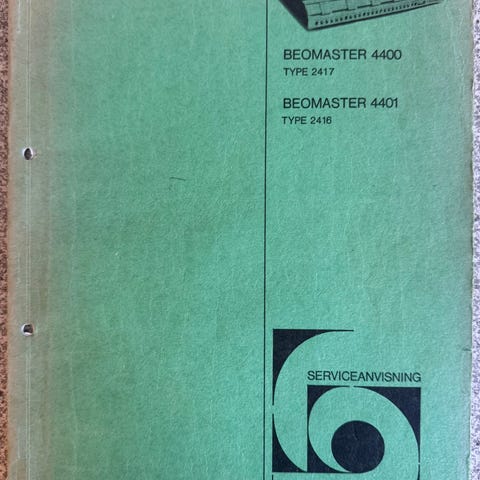 BEOMASTER 4400
TYPE 2417
BEOMASTER 4401
TYPE 2416
SERVICEANVISNING